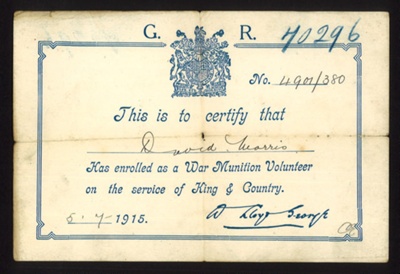 G. R. 40296
No. 4901/380
This is to certify that
David Morris
Has enrolled as a War Munition Volunteer
on the service of King & Country.
5 . 7 - 1915.
D Lloyd George